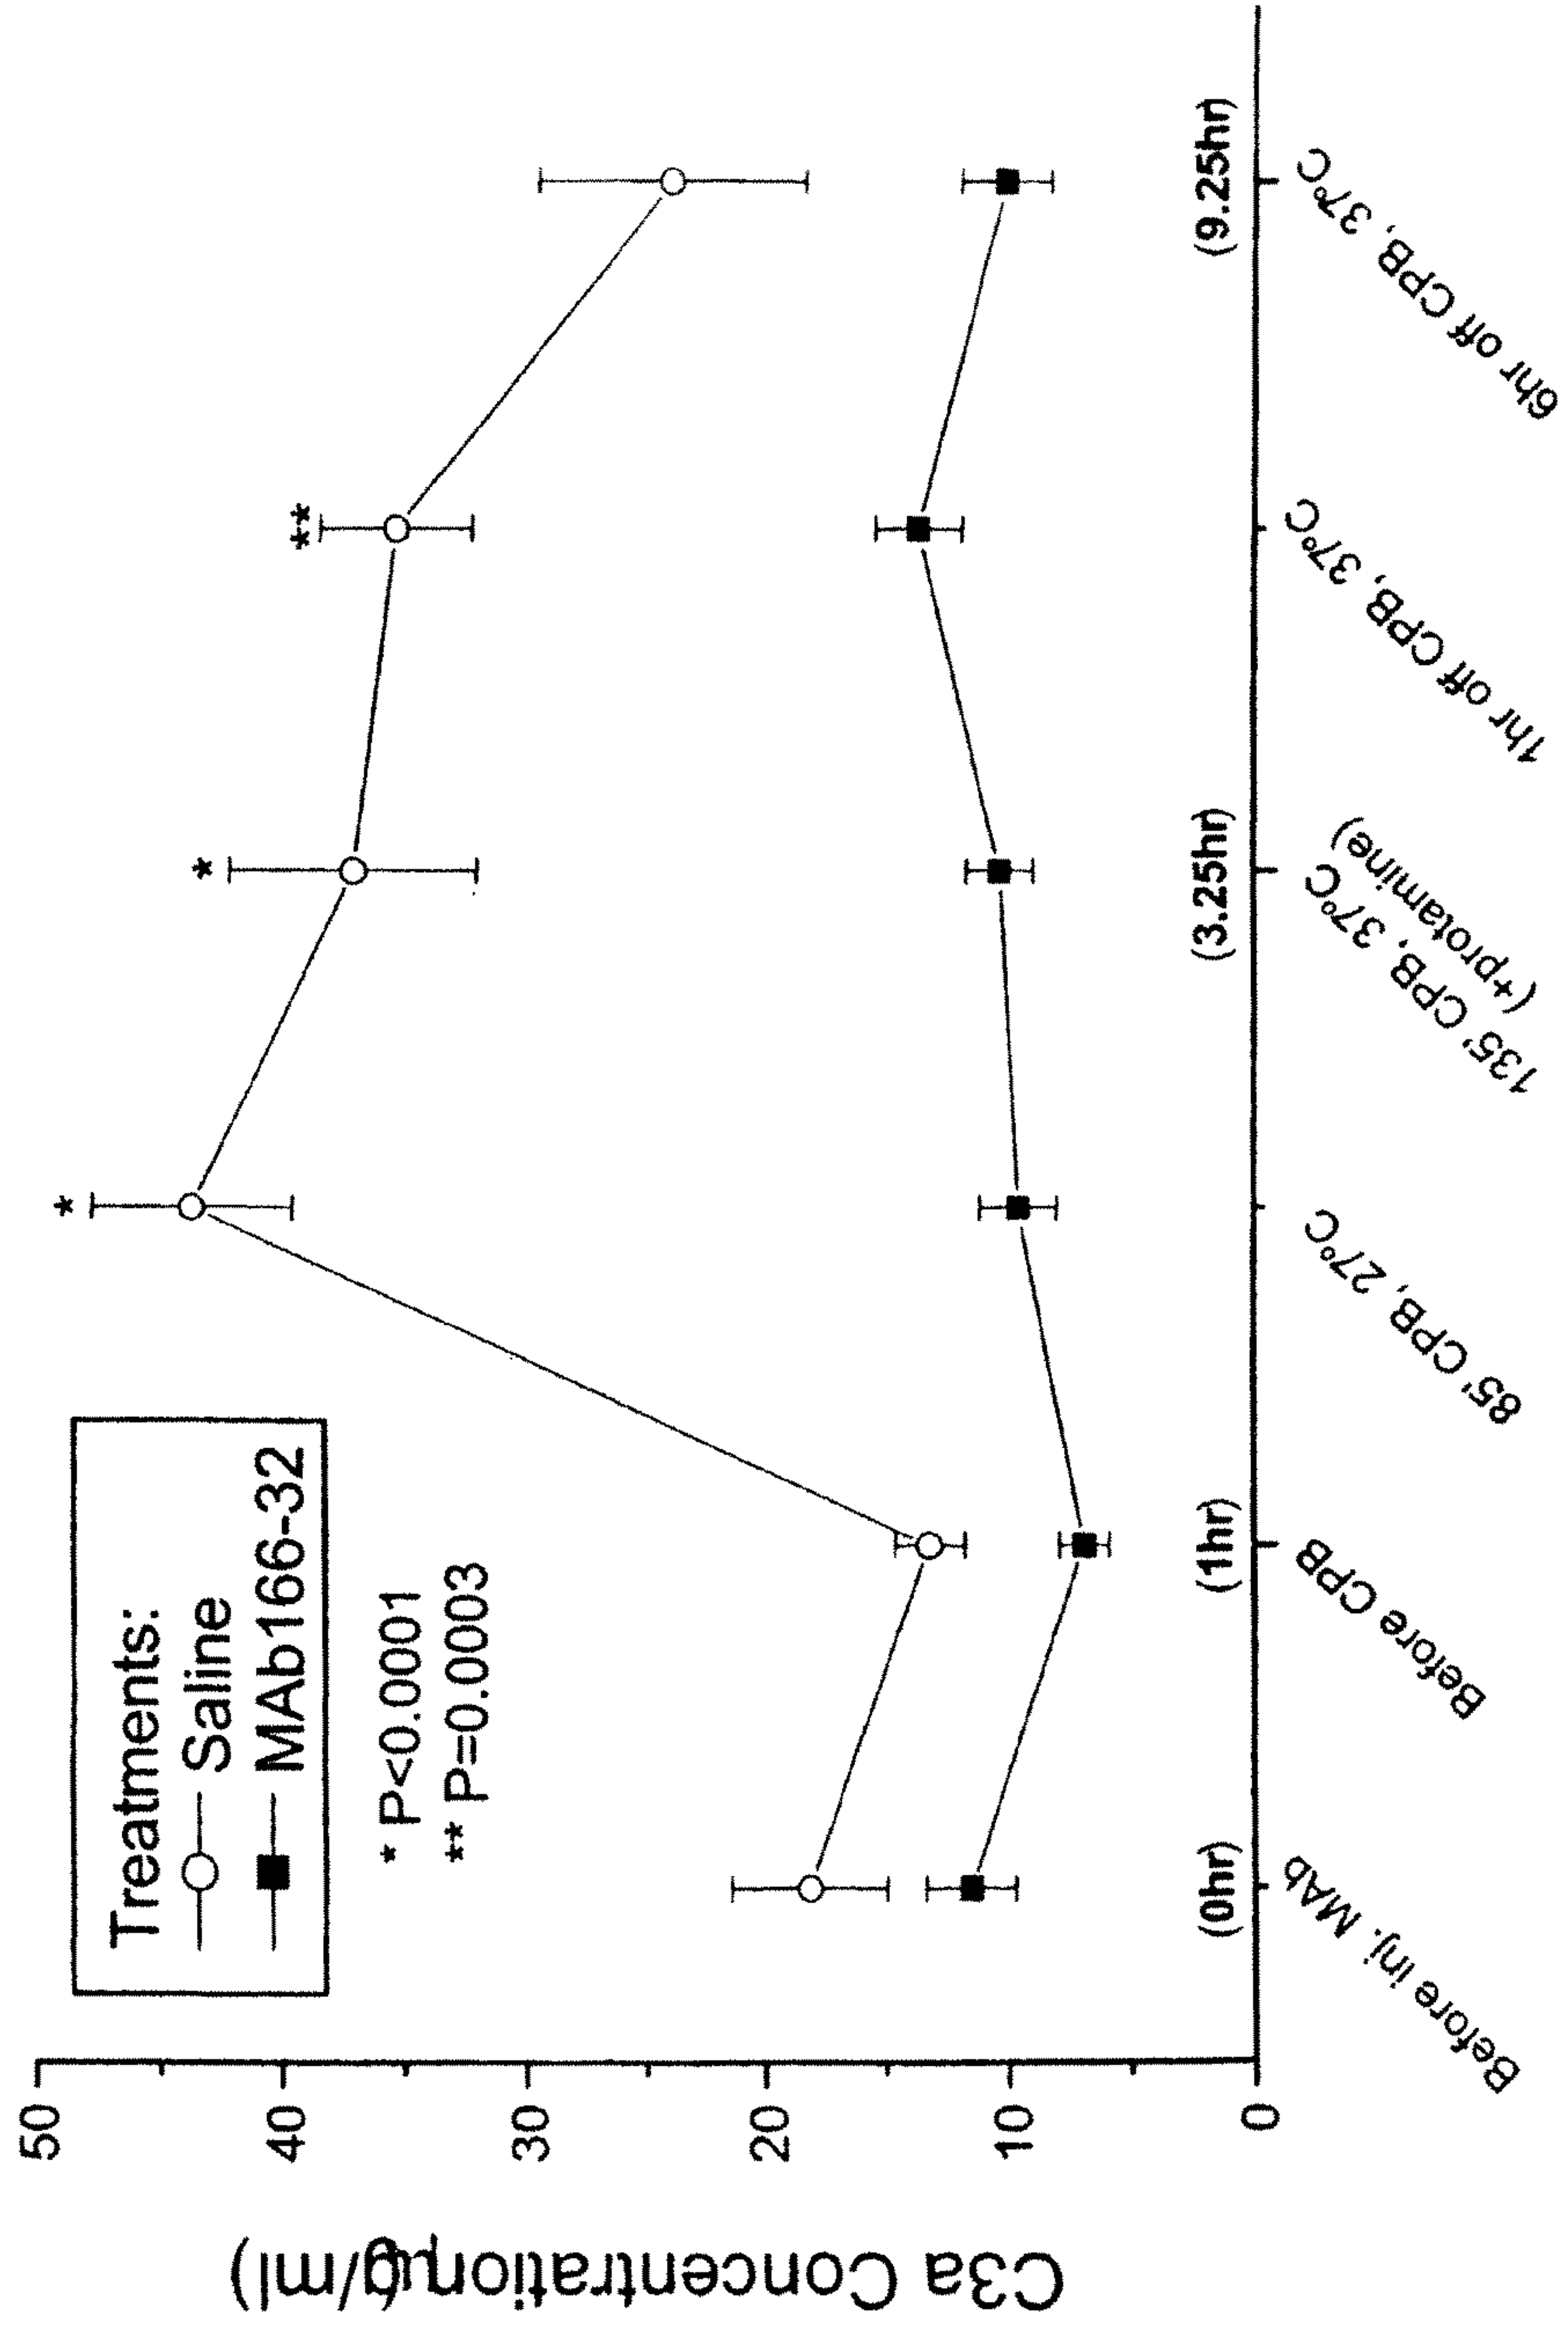 Treatments:
Saline
MAb166-32
* P<0.0001
** P=0.0003
*
*
**
50
40
30
20
10
0
C3a Concentration(µg/ml)
(0hr)
(1hr)
(3.25hr)
(9.25hr)
Before inj. MAb
Before CPB
85' CPB, 27°C
135' CPB, 37°C
(+protamine)
1hr off CPB, 37°C
6hr off CPB, 37°C